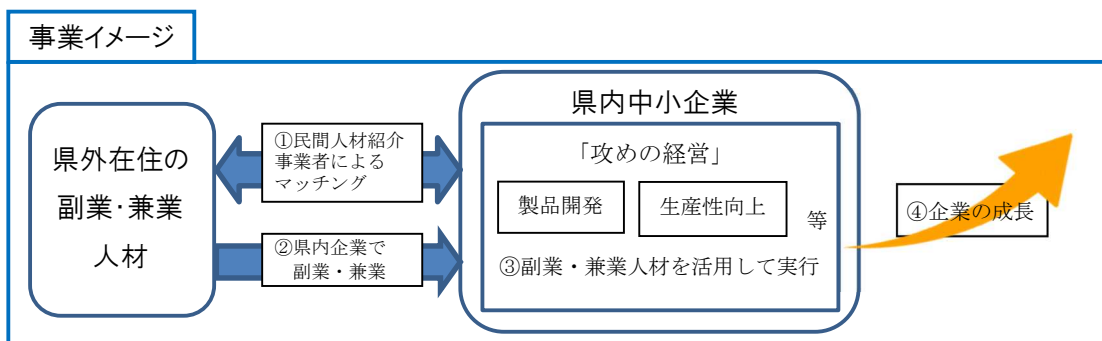 事業イメージ
県外在住の
副業・兼業
人材
①民間人材紹介
事業者による
マッチング
②県内企業で
副業・兼業
県内中小企業
「攻めの経営」
製品開発
生産性向上
等
③副業・兼業人材を活用して実行
④企業の成長